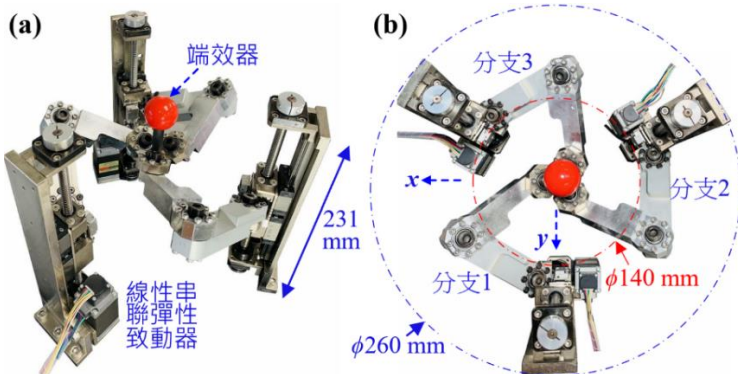 (a)
端效器
231
mm
線性串
聯彈性
致動器
(b)
分支3
x
分支2
y
分支1
ϕ140 mm
ϕ260 mm